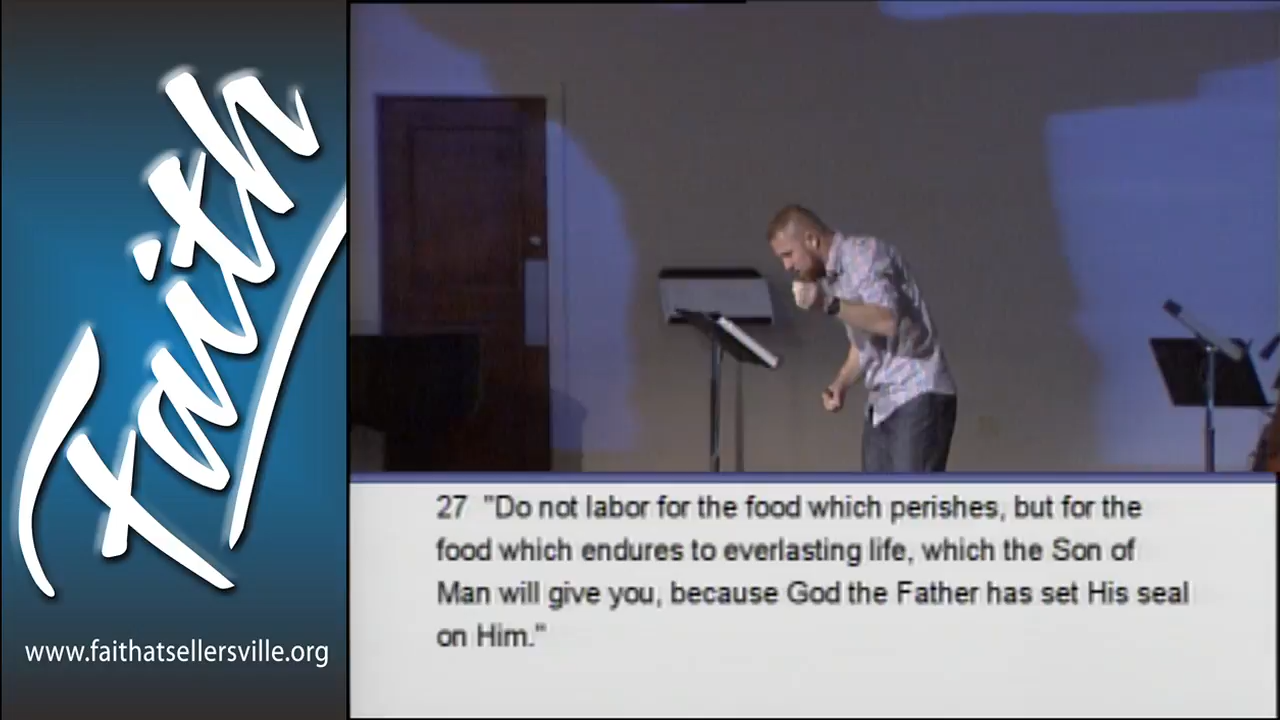 Faith
www.faithatsellersville.org
27 "Do not labor for the food which perishes, but for the
food which endures to everlasting life, which the Son of
Man will give you, because God the Father has set His seal
on Him."